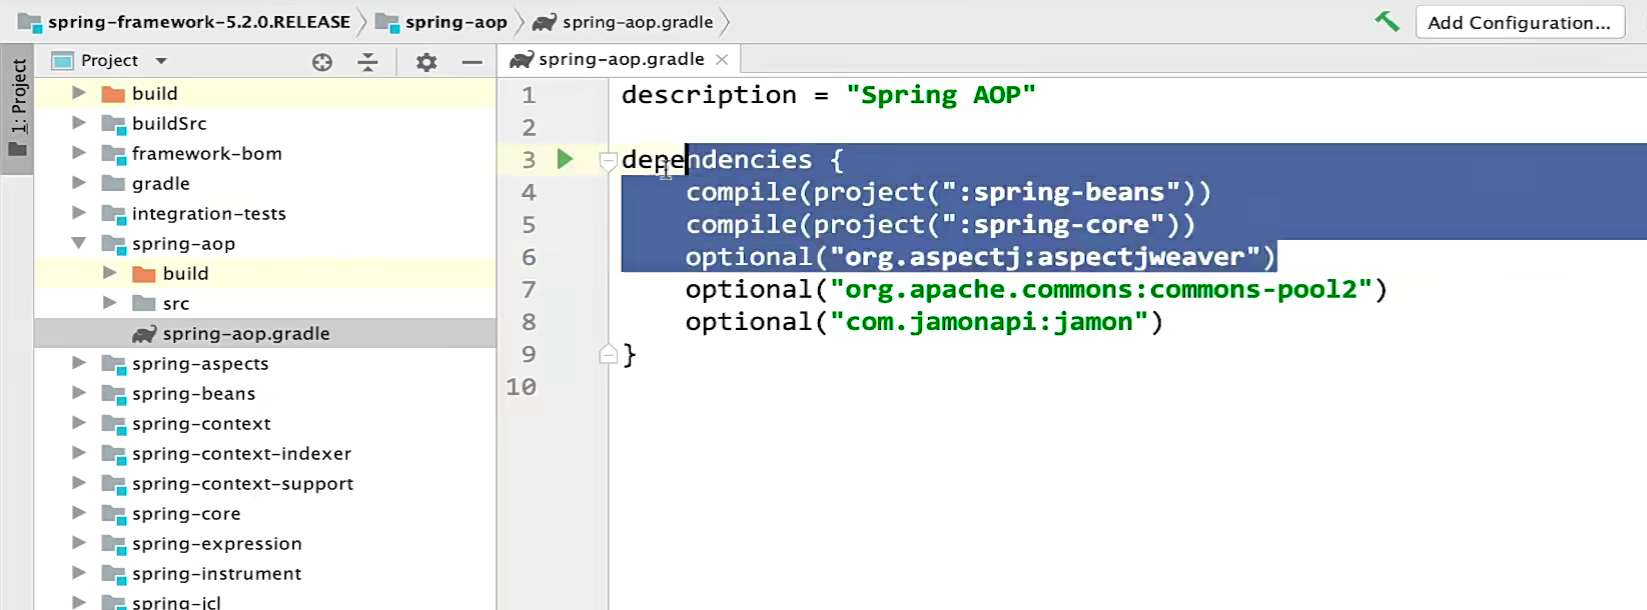 spring-framework-5.2.0.RELEASE spring-aop spring-aop.gradle Add Configuration...
1: Project
Project
spring-aop.gradle
build
buildSrc
framework-bom
gradle
integration-tests
spring-aop
build
src
spring-aop.gradle
spring-aspects
spring-beans
spring-context
spring-context-indexer
spring-context-support
spring-core
spring-expression
spring-instrument
spring-jcl
1 description = "Spring AOP"
2
3 dependencies {
4 compile(project(":spring-beans"))
5 compile(project(":spring-core"))
6 optional("org.aspectj:aspectjweaver")
7 optional("org.apache.commons:commons-pool2")
8 optional("com.jamonapi:jamon")
9 }
10